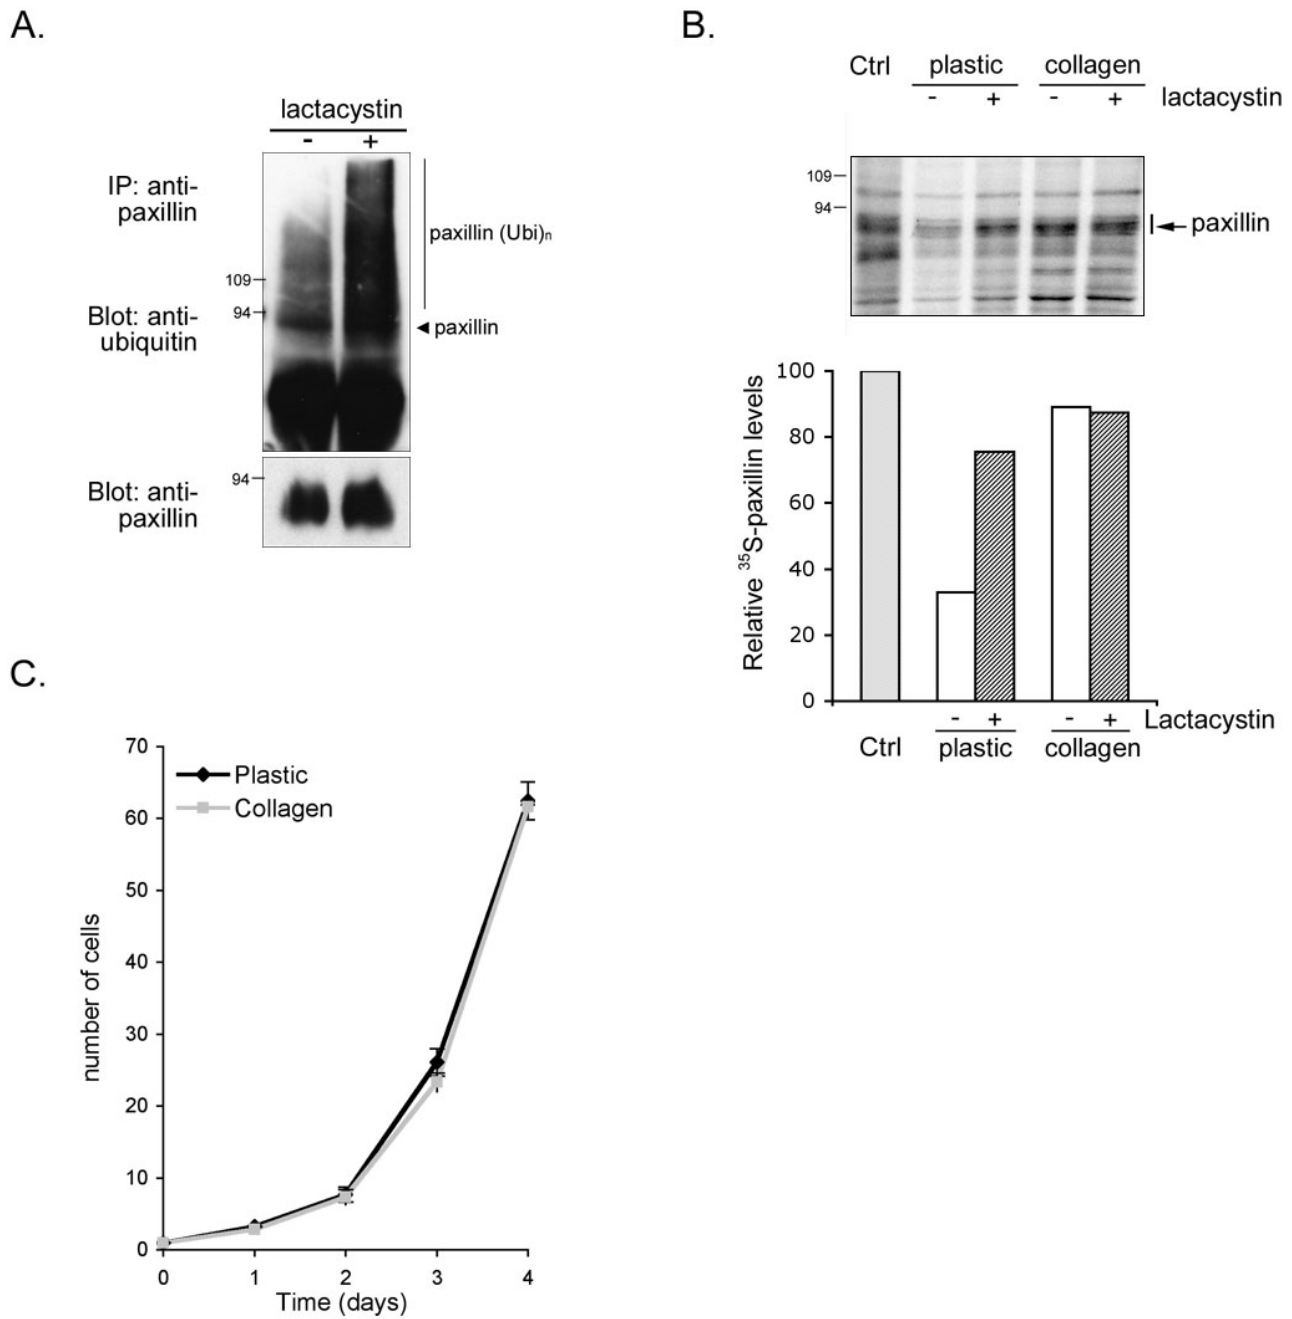 A.
lactacystin
- +
IP: anti-
paxillin
paxillin (Ubi)n
109
94
Blot: anti-
ubiquitin
paxillin
94
Blot: anti-
paxillin
B.
Ctrl plastic collagen
- + - + lactacystin
109
94
paxillin
Relative 35S-paxillin levels
100
80
60
40
20
0
- + - + Lactacystin
Ctrl plastic collagen
C.
Plastic
Collagen
number of cells
70
60
50
40
30
20
10
0
0 1 2 3 4
Time (days)